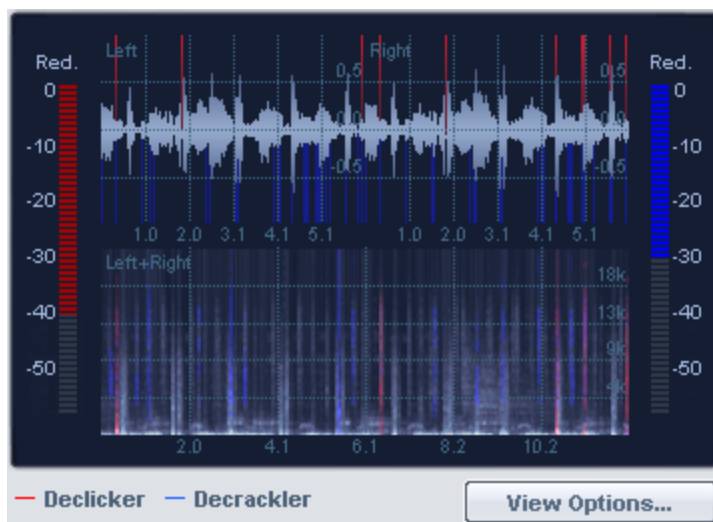 Left Right
Red. Red.
0 0.5 0.5 0
-10 0.0 0.0 -10
-20 -0.5 -0.5 -20
1.0 2.0 3.1 4.1 5.1 1.0 2.0 3.1 4.1 5.1
-30 Left+Right 18k -30
-40 13k -40
-50 9k -50
4k
2.0 4.1 6.1 8.2 10.2
Declicker Decrackler View Options...